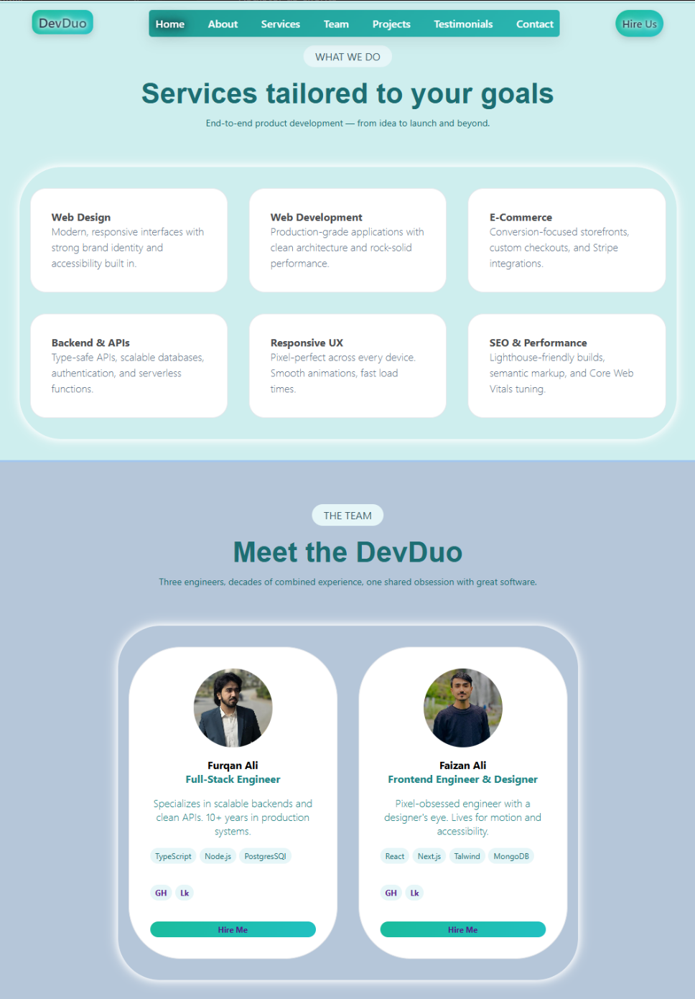 DevDuo
Home About Services Team Projects Testimonials Contact
Hire Us
WHAT WE DO
Services tailored to your goals
End-to-end product development — from idea to launch and beyond.
Web Design
Modern, responsive interfaces with
strong brand identity and
accessibility built in.
Web Development
Production-grade applications with
clean architecture and rock-solid
performance.
E-Commerce
Conversion-focused storefronts,
custom checkouts, and Stripe
integrations.
Backend & APIs
Type-safe APIs, scalable databases,
authentication, and serverless
functions.
Responsive UX
Pixel-perfect across every device.
Smooth animations, fast load
times.
SEO & Performance
Lighthouse-friendly builds,
semantic markup, and Core Web
Vitals tuning.
THE TEAM
Meet the DevDuo
Three engineers, decades of combined experience, one shared obsession with great software.
Furqan Ali
Full-Stack Engineer
Specializes in scalable backends and
clean APIs. 10+ years in production
systems.
TypeScript Node.js PostgresSQl
GH Lk
Hire Me
Faizan Ali
Frontend Engineer & Designer
Pixel-obsessed engineer with a
designer's eye. Lives for motion and
accessibility.
React Next.js Talwind MongoDB
GH Lk
Hire Me